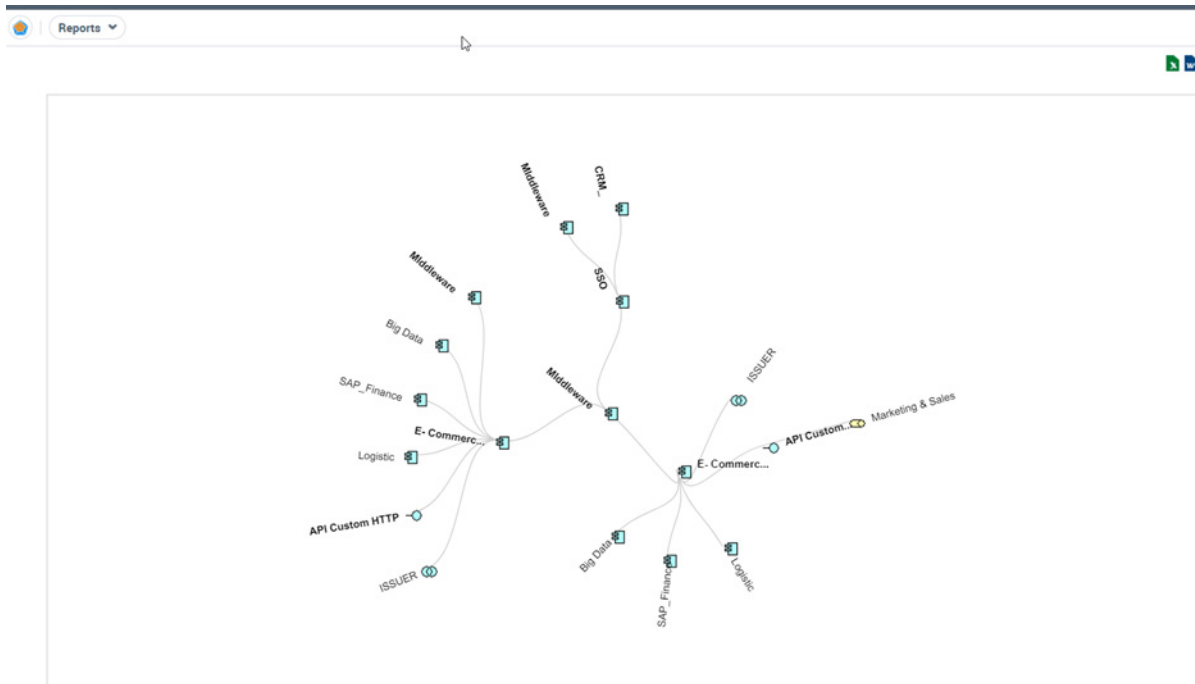 Reports
MIddleware
CRM_
SSO
MIddleware
Big Data
SAP_Finance
E- Commerc...
Logistic
API Custom HTTP
ISSUER
MIddleware
ISSUER
Marketing & Sales
API Custom...
E- Commerc...
Big Data
SAP_Finance
Logistic